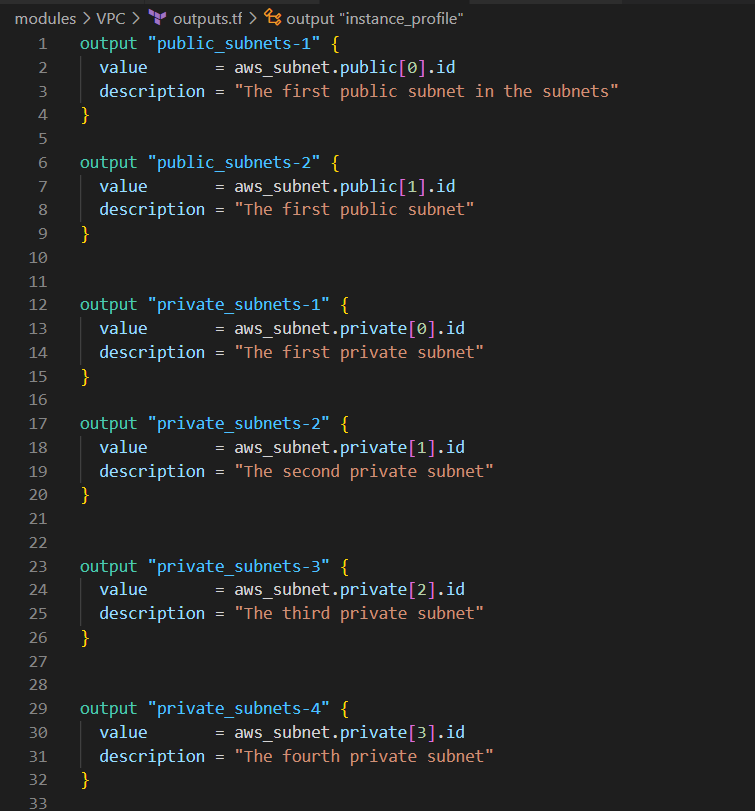 modules > VPC > outputs.tf > output "instance_profile"
1 output "public_subnets-1" {
2   value       = aws_subnet.public[0].id
3   description = "The first public subnet in the subnets"
4 }
5
6 output "public_subnets-2" {
7   value       = aws_subnet.public[1].id
8   description = "The first public subnet"
9 }
10
11
12 output "private_subnets-1" {
13   value       = aws_subnet.private[0].id
14   description = "The first private subnet"
15 }
16
17 output "private_subnets-2" {
18   value       = aws_subnet.private[1].id
19   description = "The second private subnet"
20 }
21
22
23 output "private_subnets-3" {
24   value       = aws_subnet.private[2].id
25   description = "The third private subnet"
26 }
27
28
29 output "private_subnets-4" {
30   value       = aws_subnet.private[3].id
31   description = "The fourth private subnet"
32 }
33